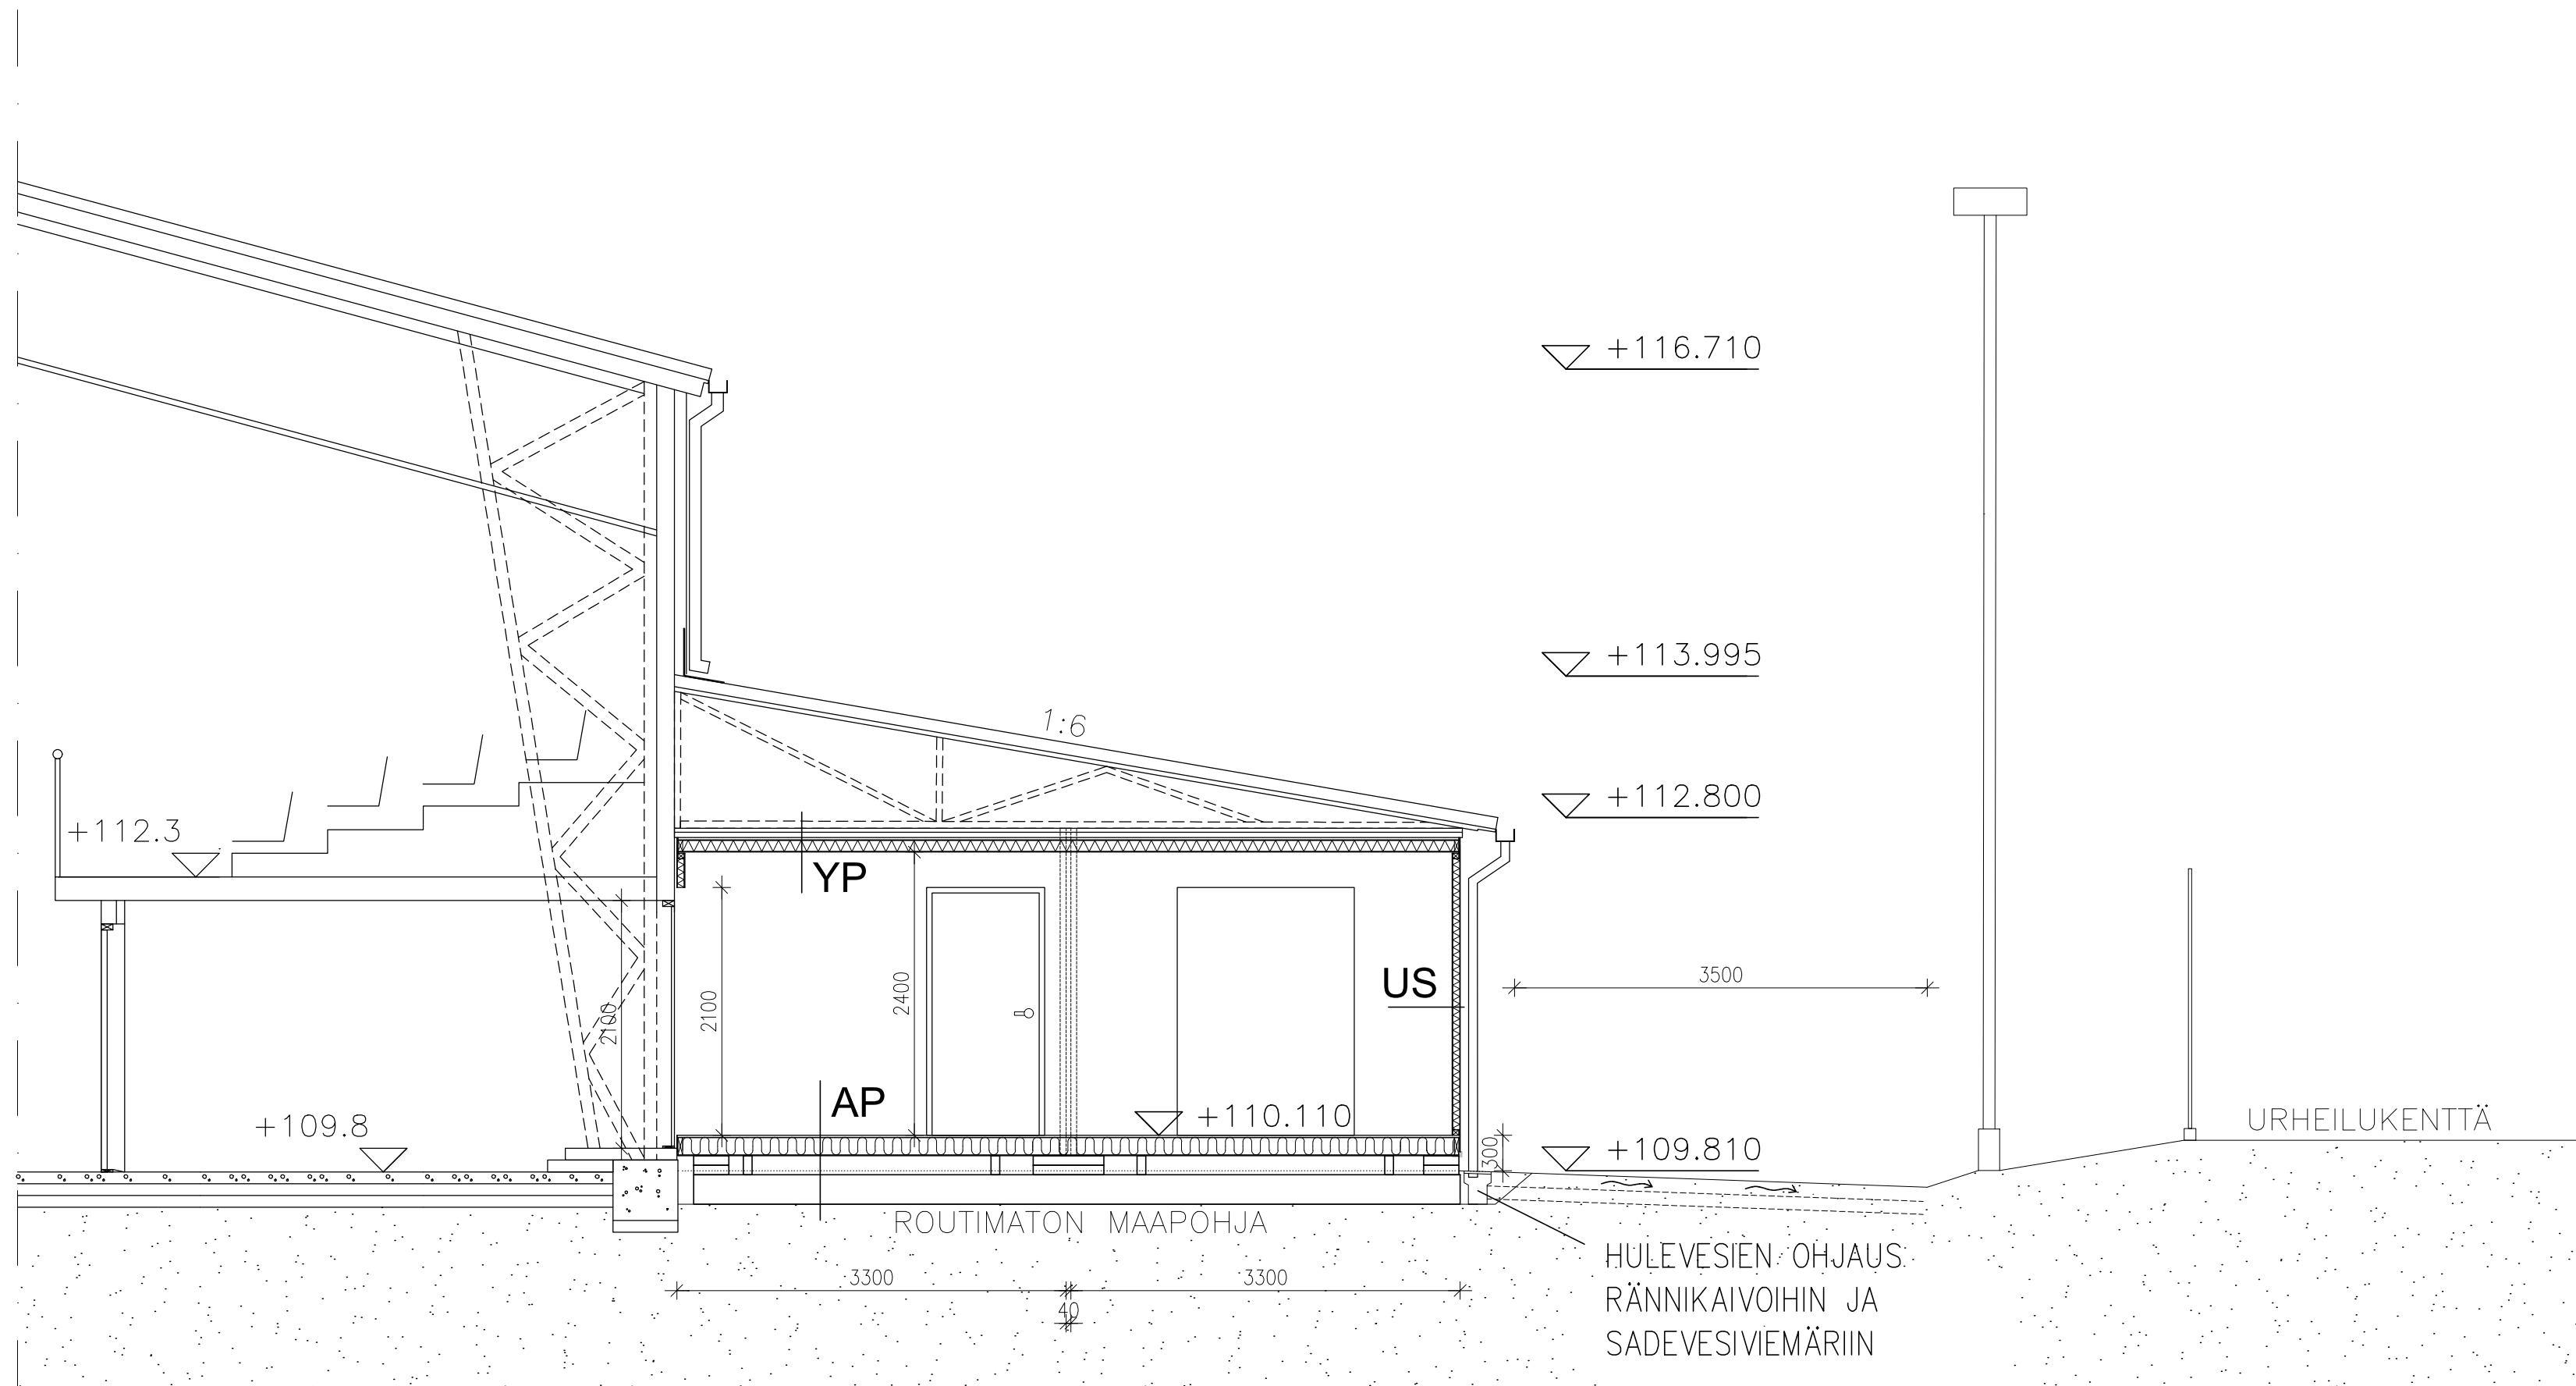 +116.710
+113.995
1:6
+112.800
+112.3
YP
US
3500
2400
2100
2100
AP
+110.110
+109.8
300
+109.810
URHEILUKENTTÄ
ROUTIMATON MAAPOHJA
HULEVESIEN OHJAUS
RÄNNIKAIVOIHIN JA
SADEVESIVIEMÄRIIN
3300
3300
40